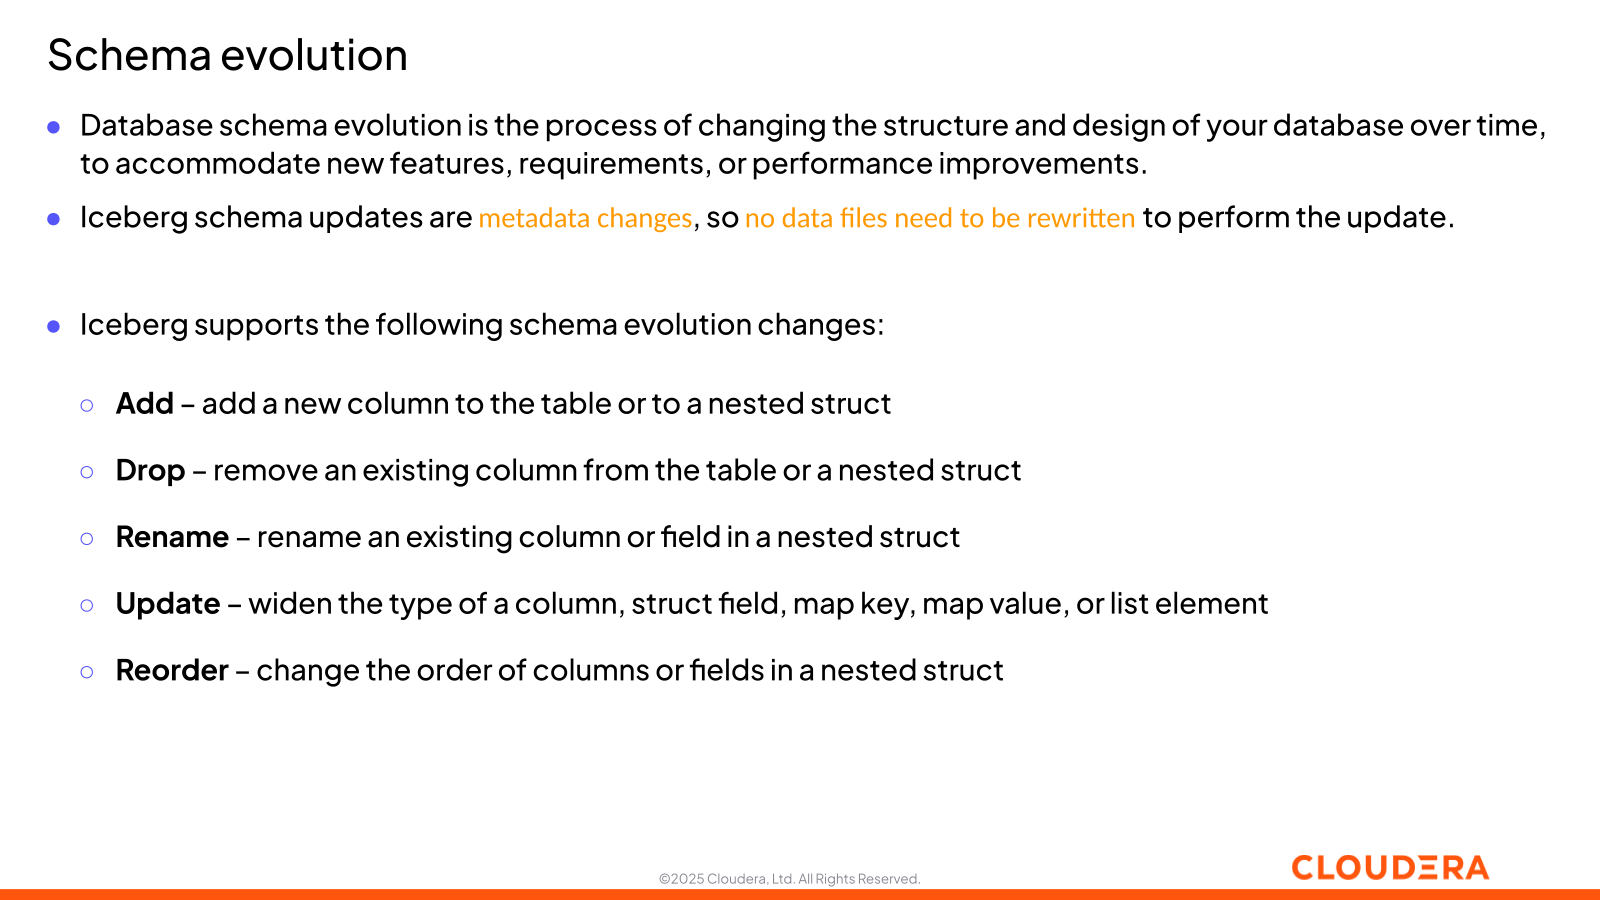 Schema evolution
● Database schema evolution is the process of changing the structure and design of your database over time,
to accommodate new features, requirements, or performance improvements.
● Iceberg schema updates are metadata changes, so no data files need to be rewritten to perform the update.
● Iceberg supports the following schema evolution changes:
○ Add – add a new column to the table or to a nested struct
○ Drop – remove an existing column from the table or a nested struct
○ Rename – rename an existing column or field in a nested struct
○ Update – widen the type of a column, struct field, map key, map value, or list element
○ Reorder – change the order of columns or fields in a nested struct
©2025 Cloudera, Ltd. All Rights Reserved.
CLOUDERA